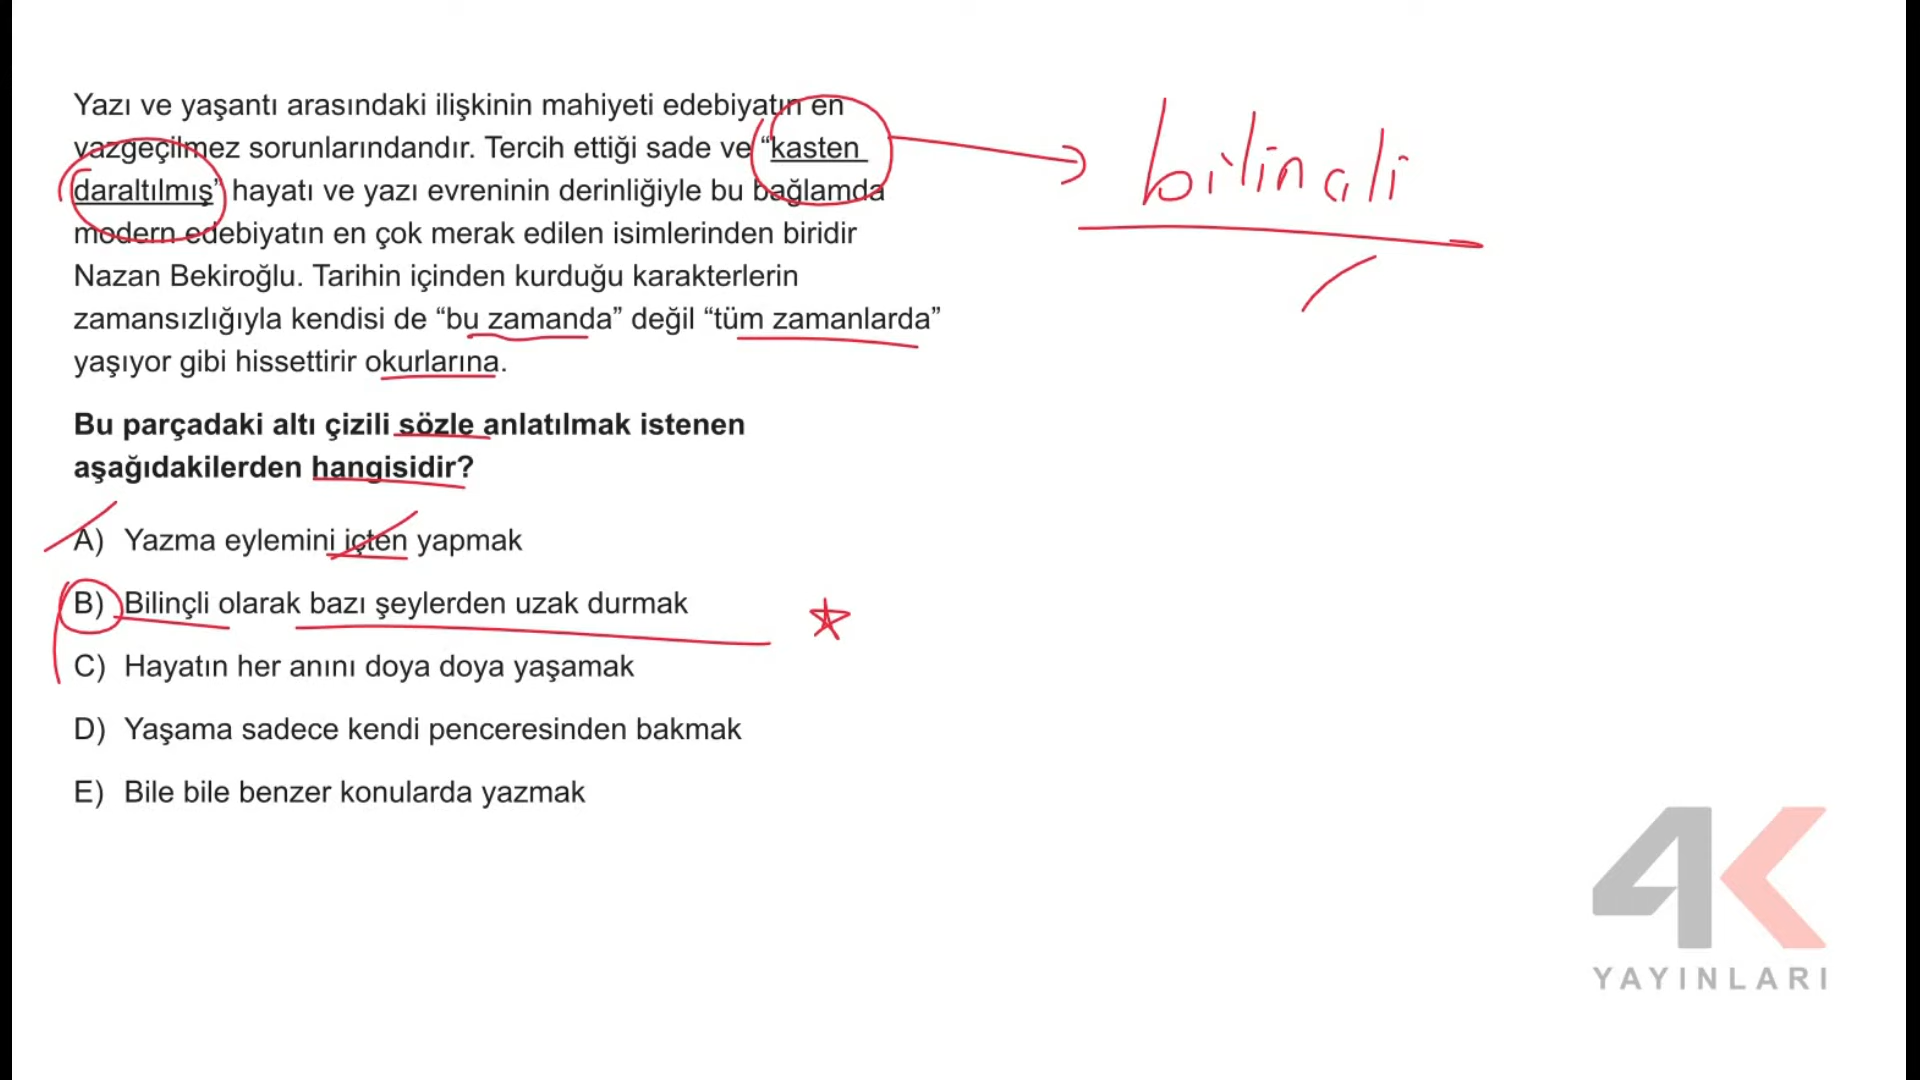 Yazı ve yaşantı arasındaki ilişkinin mahiyeti edebiyatın en
vazgeçilmez sorunlarındandır. Tercih ettiği sade ve “kasten
daraltılmış” hayatı ve yazı evreninin derinliğiyle bu bağlamda
modern edebiyatın en çok merak edilen isimlerinden biridir
Nazan Bekiroğlu. Tarihin içinden kurduğu karakterlerin
zamansızlığıyla kendisi de “bu zamanda” değil “tüm zamanlarda”
yaşıyor gibi hissettirir okurlarına.
bilinçli
Bu parçadaki altı çizili sözle anlatılmak istenen
aşağıdakilerden hangisidir?
A) Yazma eylemini içten yapmak
B) Bilinçli olarak bazı şeylerden uzak durmak
C) Hayatın her anını doya doya yaşamak
D) Yaşama sadece kendi penceresinden bakmak
E) Bile bile benzer konularda yazmak
4K
YAYINLARI